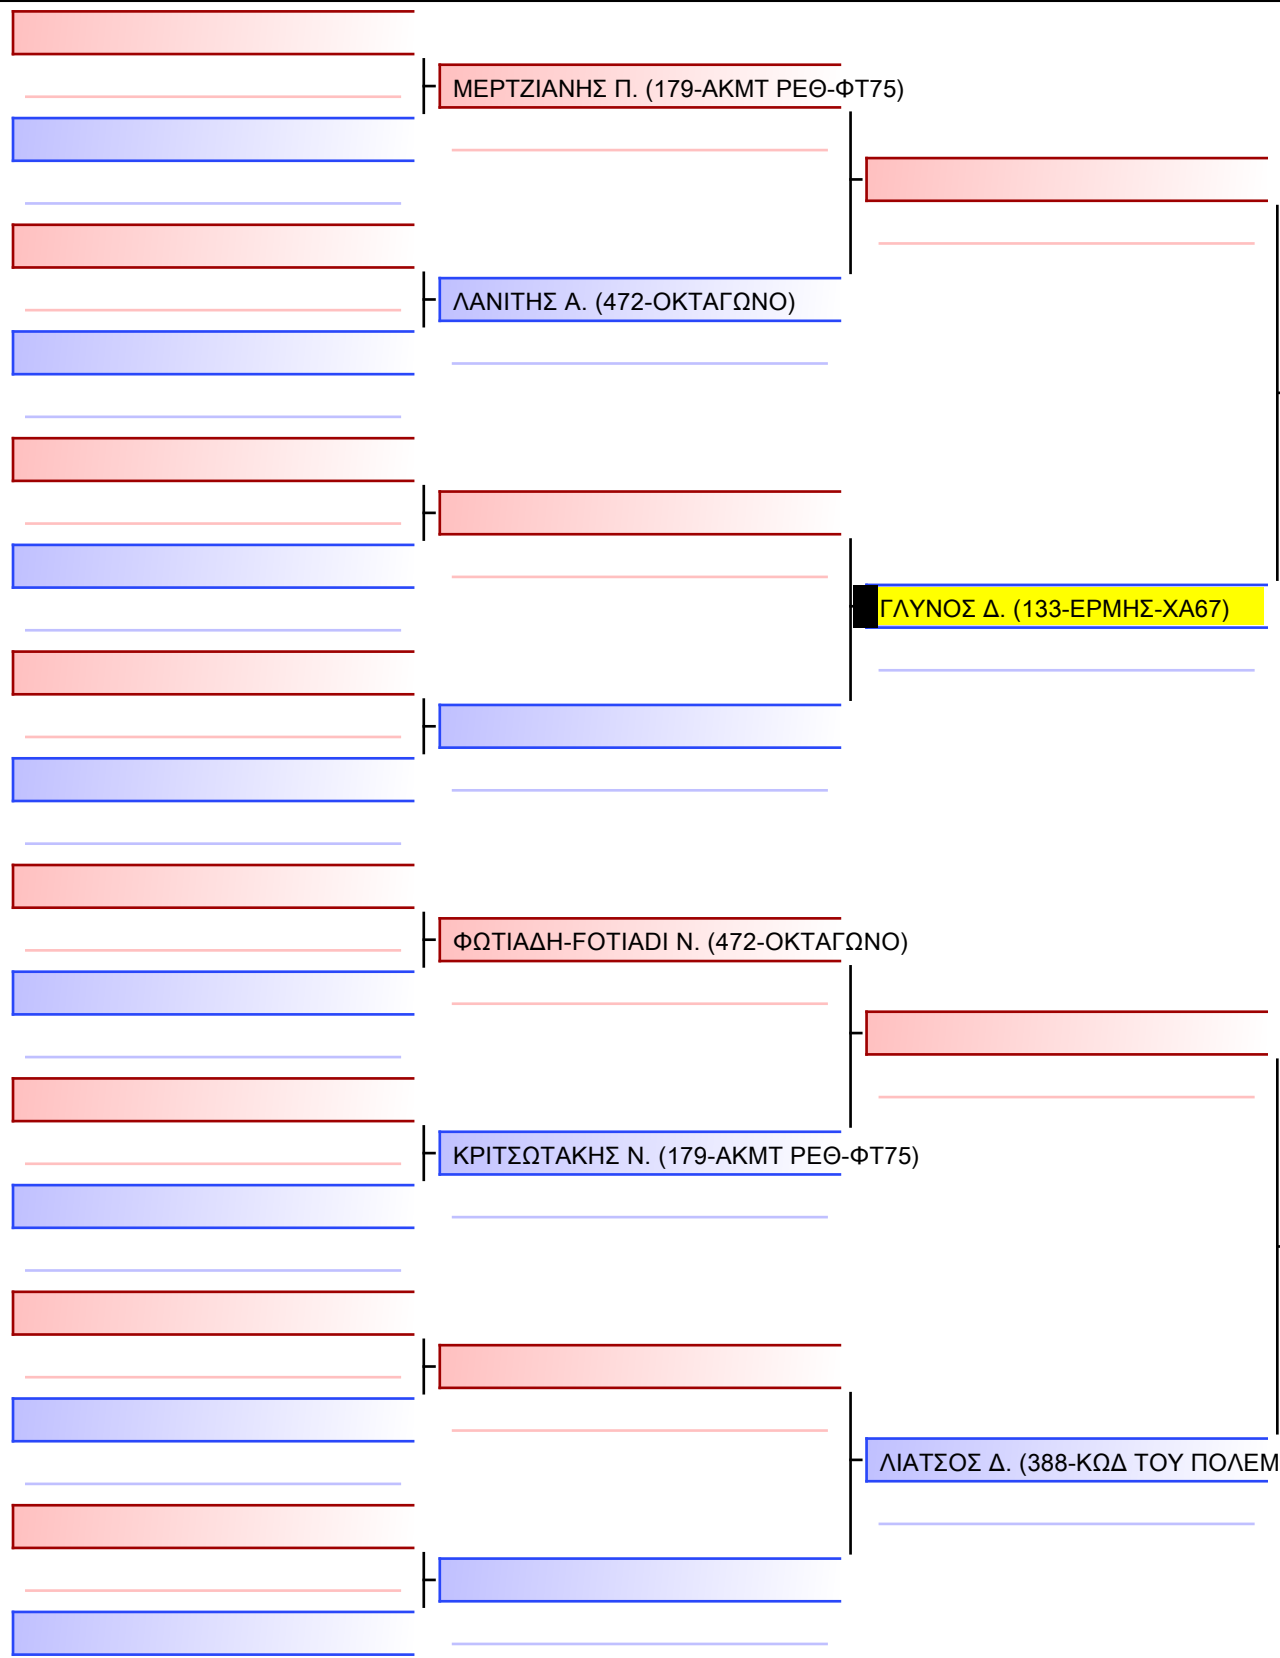 ΜΕΡΤΖΙΑΝΗΣ Π. (179-ΑΚΜΤ ΡΕΘ-ΦΤ75)
ΛΑΝΙΤΗΣ Α. (472-ΟΚΤΑΓΩΝΟ)
ΓΛΥΝΟΣ Δ. (133-ΕΡΜΗΣ-ΧΑ67)
ΦΩΤΙΑΔΗ-FOTIADI Ν. (472-ΟΚΤΑΓΩΝΟ)
ΚΡΙΤΣΩΤΑΚΗΣ Ν. (179-ΑΚΜΤ ΡΕΘ-ΦΤ75)
ΛΙΑΤΣΟΣ Δ. (388-ΚΩΔ ΤΟΥ ΠΟΛΕΜ